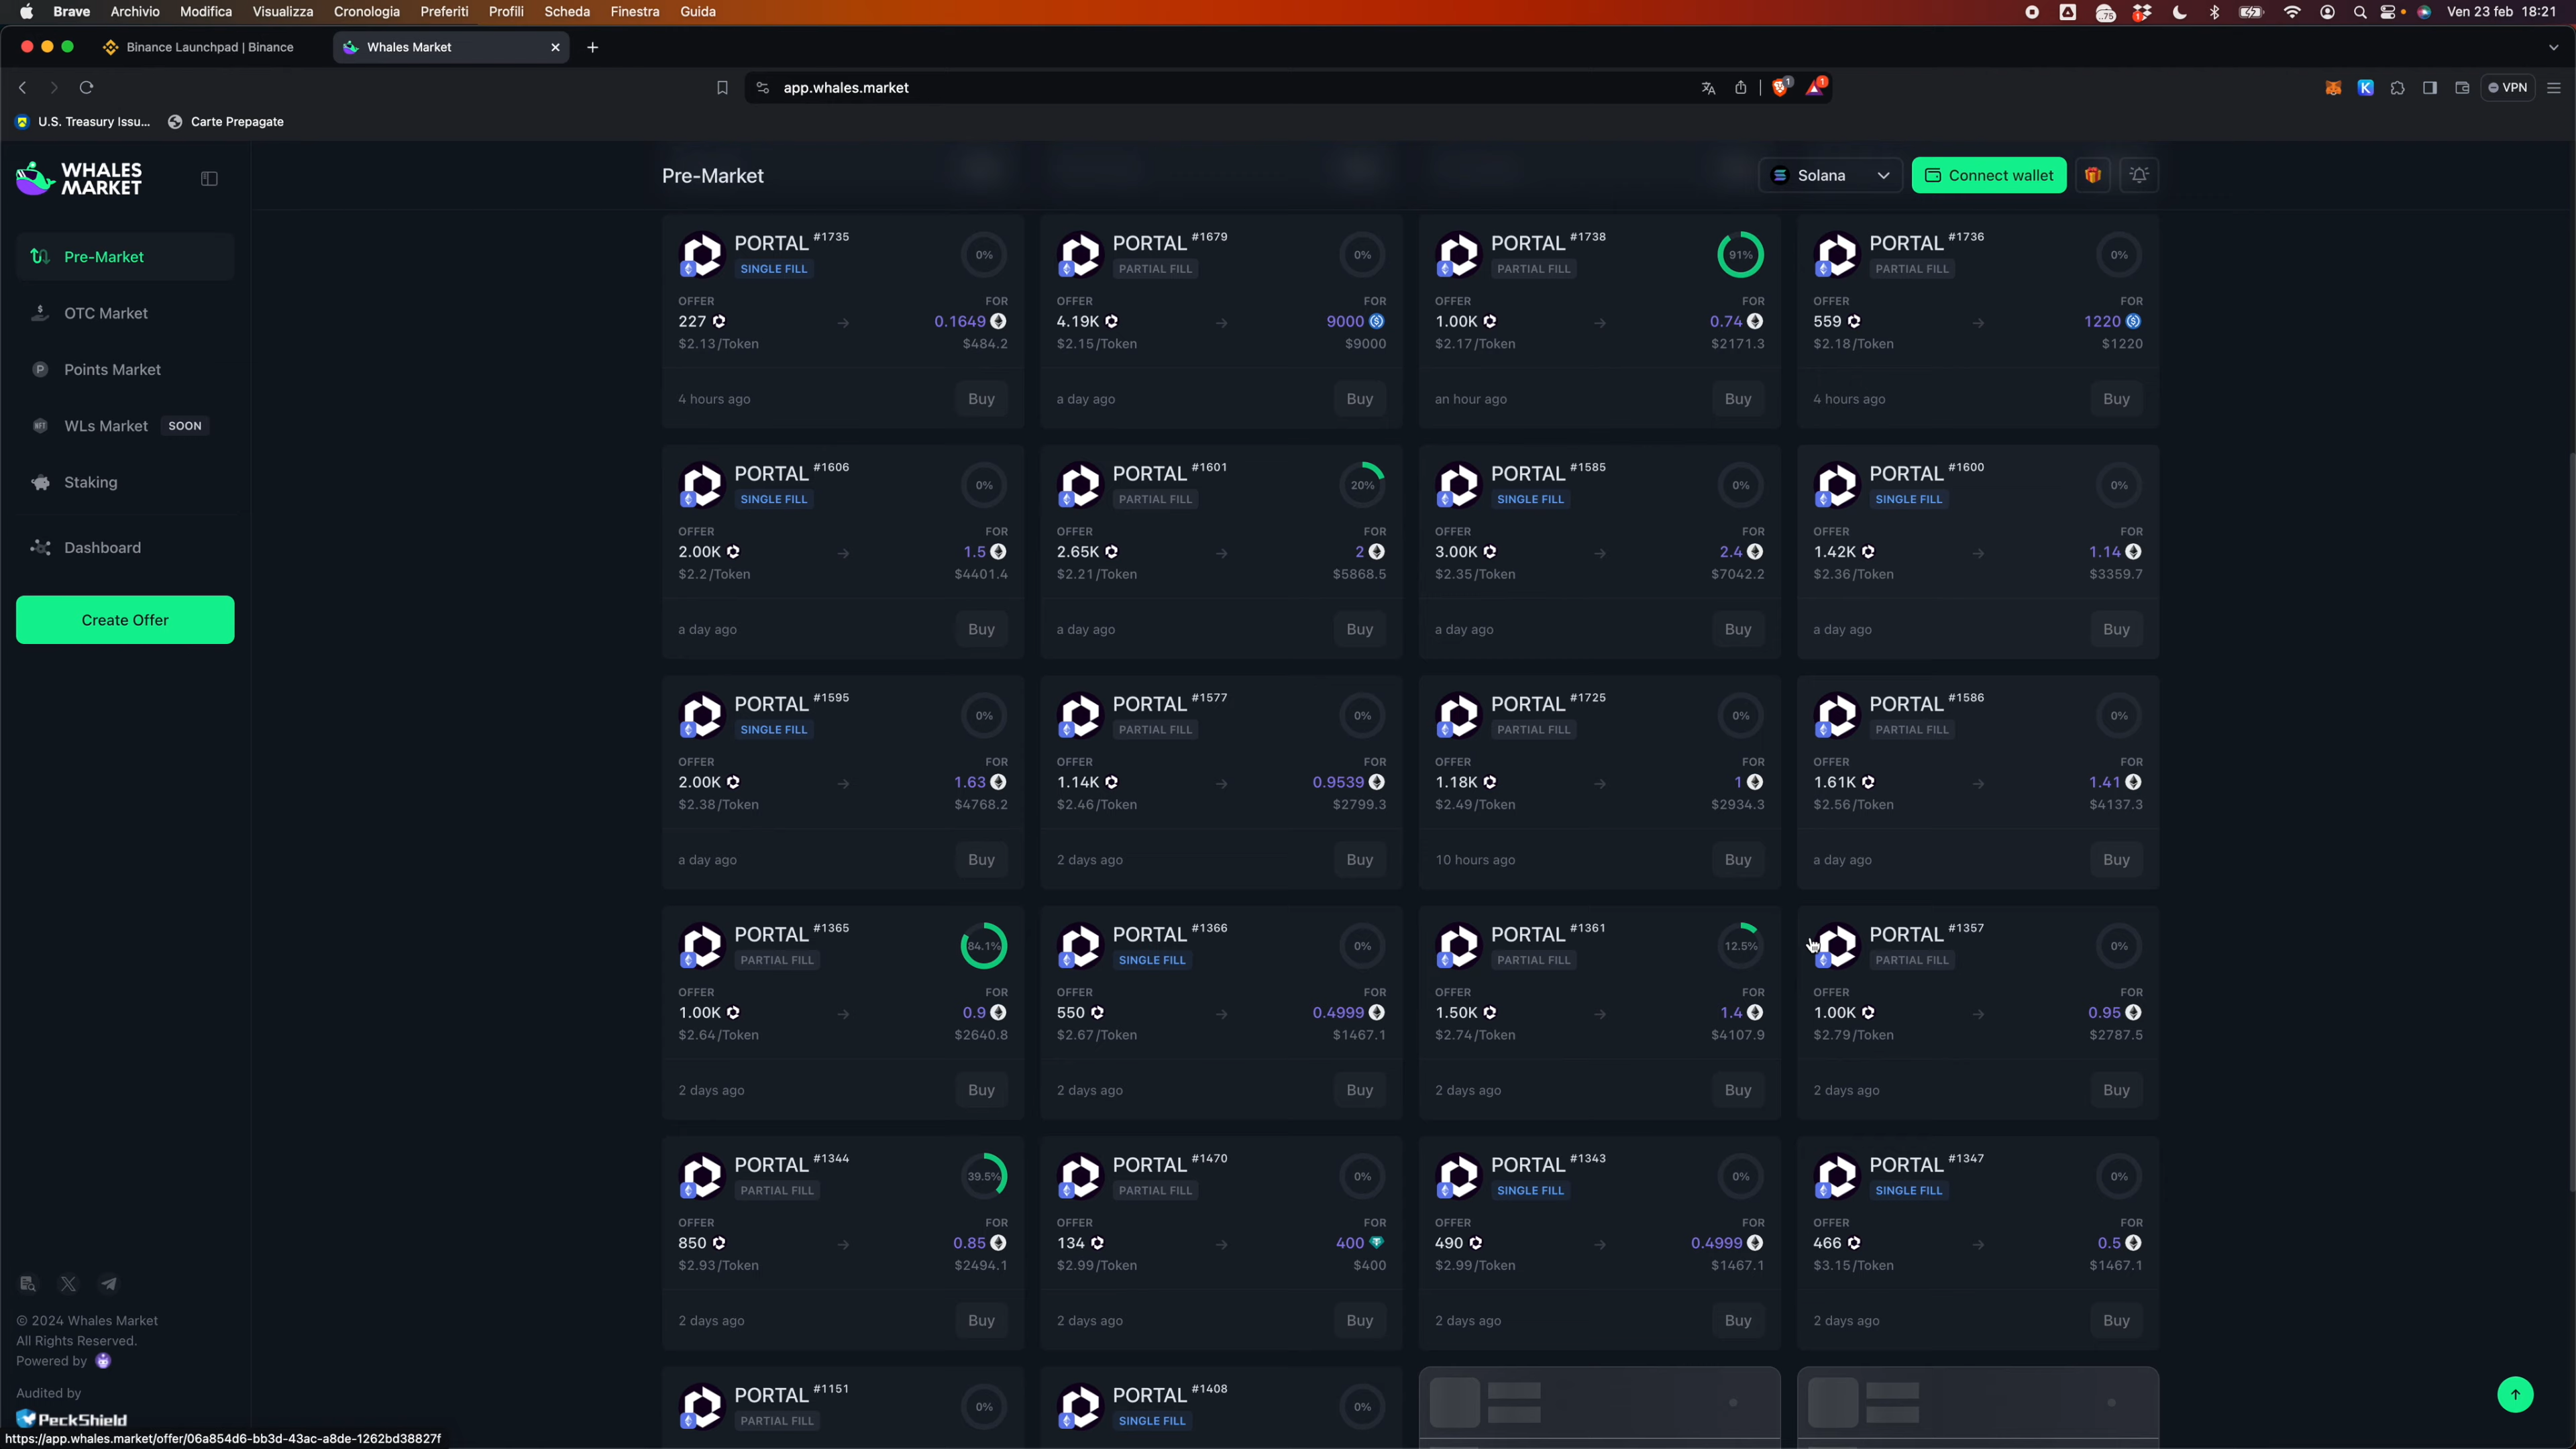 Brave Archivio Modifica Visualizza Cronologia Preferiti Profili Scheda Finestra Guida
.75 1 Ven 23 feb 18:21
Binance Launchpad | Binance
Whales Market
app.whales.market
1 1 K VPN
U.S. Treasury Issu... Carte Prepagate
WHALES
MARKET
Pre-Market
OTC Market
Points Market
WLs Market SOON
Staking
Dashboard
Create Offer
Pre-Market Solana Connect wallet
PORTAL #1735 0% PORTAL #1679 0% PORTAL #1738 91% PORTAL #1736 0%
SINGLE FILL PARTIAL FILL PARTIAL FILL PARTIAL FILL
OFFER FOR OFFER FOR OFFER FOR OFFER FOR
227 → 0.1649 4.19K → 9000 1.00K → 0.74 559 → 1220
$2.13/Token $484.2 $2.15/Token $9000 $2.17/Token $2171.3 $2.18/Token $1220
4 hours ago Buy a day ago Buy an hour ago Buy 4 hours ago Buy
PORTAL #1606 0% PORTAL #1601 20% PORTAL #1585 0% PORTAL #1600 0%
SINGLE FILL PARTIAL FILL SINGLE FILL SINGLE FILL
OFFER FOR OFFER FOR OFFER FOR OFFER FOR
2.00K → 1.5 2.65K → 2 3.00K → 2.4 1.42K → 1.14
$2.2/Token $4401.4 $2.21/Token $5868.5 $2.35/Token $7042.2 $2.36/Token $3359.7
a day ago Buy a day ago Buy a day ago Buy a day ago Buy
PORTAL #1595 0% PORTAL #1577 0% PORTAL #1725 0% PORTAL #1586 0%
SINGLE FILL PARTIAL FILL PARTIAL FILL PARTIAL FILL
OFFER FOR OFFER FOR OFFER FOR OFFER FOR
2.00K → 1.63 1.14K → 0.9539 1.18K → 1 1.61K → 1.41
$2.38/Token $4768.2 $2.46/Token $2799.3 $2.49/Token $2934.3 $2.56/Token $4137.3
a day ago Buy 2 days ago Buy 10 hours ago Buy a day ago Buy
PORTAL #1365 84.1% PORTAL #1366 0% PORTAL #1361 12.5% PORTAL #1357 0%
PARTIAL FILL SINGLE FILL PARTIAL FILL PARTIAL FILL
OFFER FOR OFFER FOR OFFER FOR OFFER FOR
1.00K → 0.9 550 → 0.4999 1.50K → 1.4 1.00K → 0.95
$2.64/Token $2640.8 $2.67/Token $1467.1 $2.74/Token $4107.9 $2.79/Token $2787.5
2 days ago Buy 2 days ago Buy 2 days ago Buy 2 days ago Buy
PORTAL #1344 39.5% PORTAL #1470 0% PORTAL #1343 0% PORTAL #1347 0%
PARTIAL FILL PARTIAL FILL SINGLE FILL SINGLE FILL
OFFER FOR OFFER FOR OFFER FOR OFFER FOR
850 → 0.85 134 → 400 490 → 0.4999 466 → 0.5
$2.93/Token $2494.1 $2.99/Token $400 $2.99/Token $1467.1 $3.15/Token $1467.1
2 days ago Buy 2 days ago Buy 2 days ago Buy 2 days ago Buy
PORTAL #1151 0% PORTAL #1408 0%
PARTIAL FILL SINGLE FILL
© 2024 Whales Market
All Rights Reserved.
Powered by
Audited by
PeckShield
https://app.whales.market/offer/06a854d6-bb3d-43ac-a8de-1262bd38827f